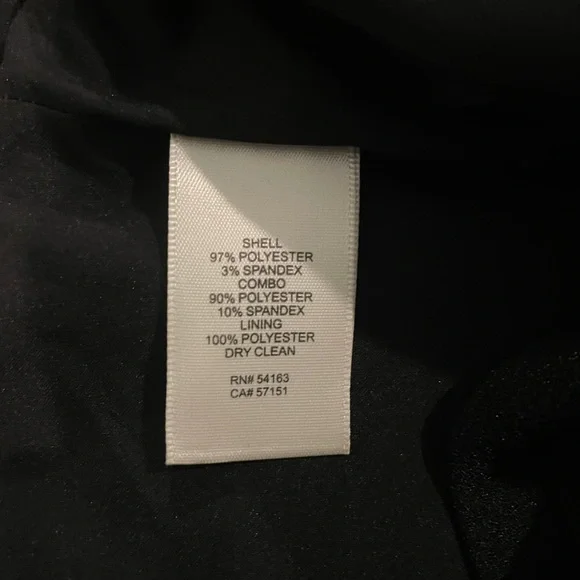 SHELL
97% POLYESTER
3% SPANDEX
COMBO
90% POLYESTER
10% SPANDEX
LINING
100% POLYESTER
DRY CLEAN
RN# 54163
CA# 57151